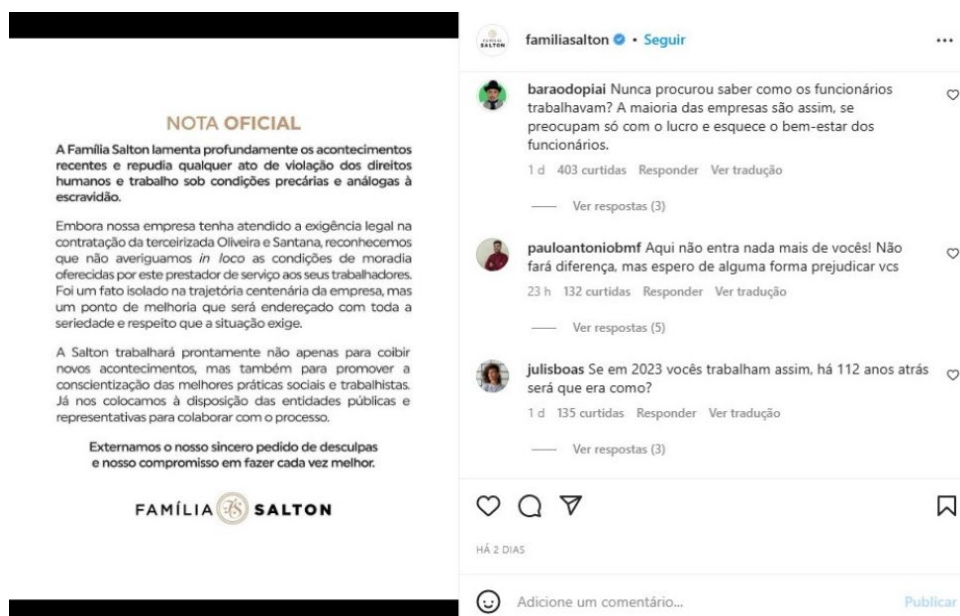 NOTA OFICIAL
A Família Salton lamenta profundamente os acontecimentos
recentes e repudia qualquer ato de violação dos direitos
humanos e trabalho sob condições precárias e análogas à
escravidão.
Embora nossa empresa tenha atendido a exigência legal na
contratação da terceirizada Oliveira e Santana, reconhecemos
que não averiguamos in loco as condições de moradia
oferecidas por este prestador de serviço aos seus trabalhadores.
Foi um fato isolado na trajetória centenária da empresa, mas
um ponto de melhoria que será endereçado com toda a
seriedade e respeito que a situação exige.
A Salton trabalhará prontamente não apenas para coibir
novos acontecimentos, mas também para promover a
conscientização das melhores práticas sociais e trabalhistas.
Já nos colocamos à disposição das entidades públicas e
representativas para colaborar com o processo.
Externamos o nosso sincero pedido de desculpas
e nosso compromisso em fazer cada vez melhor.
FAMÍLIA FS SALTON
FAMÍLIA
SALTON
familiasalton • Seguir
baraodopiai Nunca procurou saber como os funcionários
trabalhavam? A maioria das empresas são assim, se
preocupam só com o lucro e esquece o bem-estar dos
funcionários.
1 d 403 curtidas Responder Ver tradução
Ver respostas (3)
pauloantoniobmf Aqui não entra nada mais de vocês! Não
fará diferença, mas espero de alguma forma prejudicar vcs
23 h 132 curtidas Responder Ver tradução
Ver respostas (5)
julisboas Se em 2023 vocês trabalham assim, há 112 anos atrás
será que era como?
1 d 135 curtidas Responder Ver tradução
Ver respostas (3)
HÁ 2 DIAS
Adicione um comentário...
Publicar